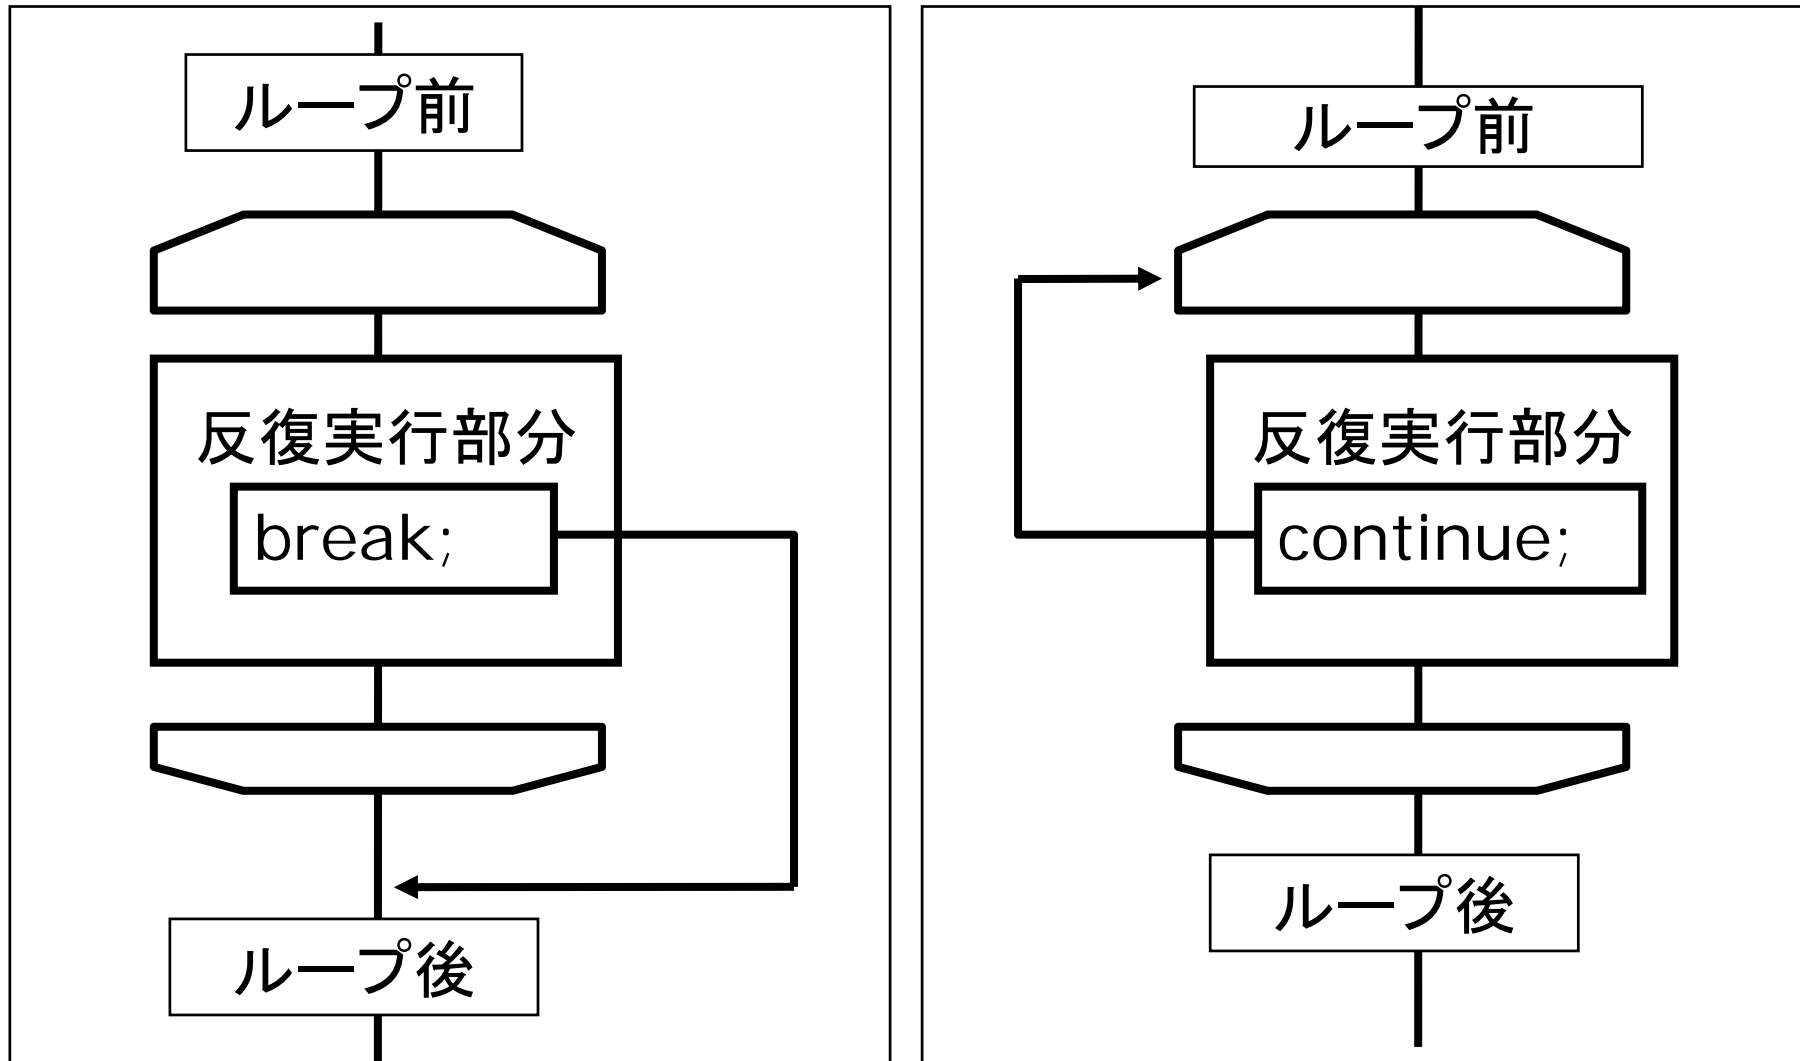 ループ前
反復実行部分
break;
ループ後
ループ前
反復実行部分
continue;
ループ後